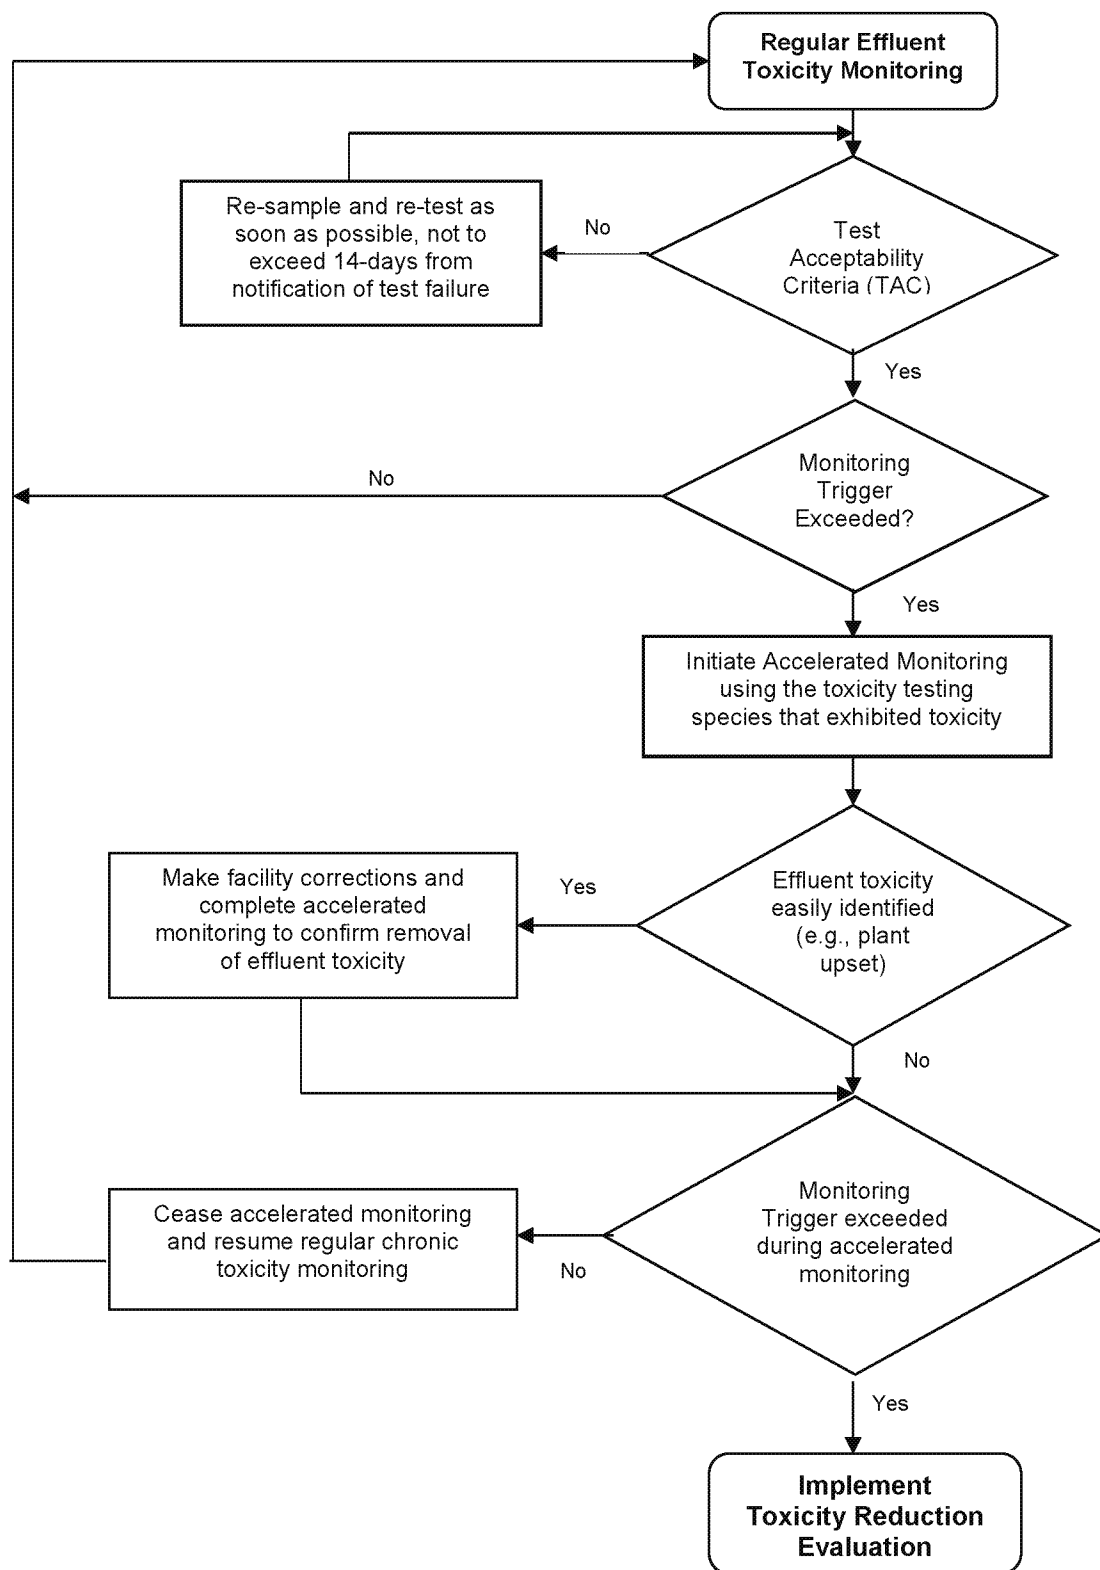 Regular Effluent
Toxicity Monitoring
Re-sample and re-test as
soon as possible, not to
exceed 14-days from
notification of test failure
No
Test
Acceptability
Criteria (TAC)
Yes
No
Monitoring
Trigger
Exceeded?
Yes
Initiate Accelerated Monitoring
using the toxicity testing
species that exhibited toxicity
Make facility corrections and
complete accelerated
monitoring to confirm removal
of effluent toxicity
Yes
Effluent toxicity
easily identified
(e.g., plant
upset)
No
Cease accelerated monitoring
and resume regular chronic
toxicity monitoring
No
Monitoring
Trigger exceeded
during accelerated
monitoring
Yes
Implement
Toxicity Reduction
Evaluation